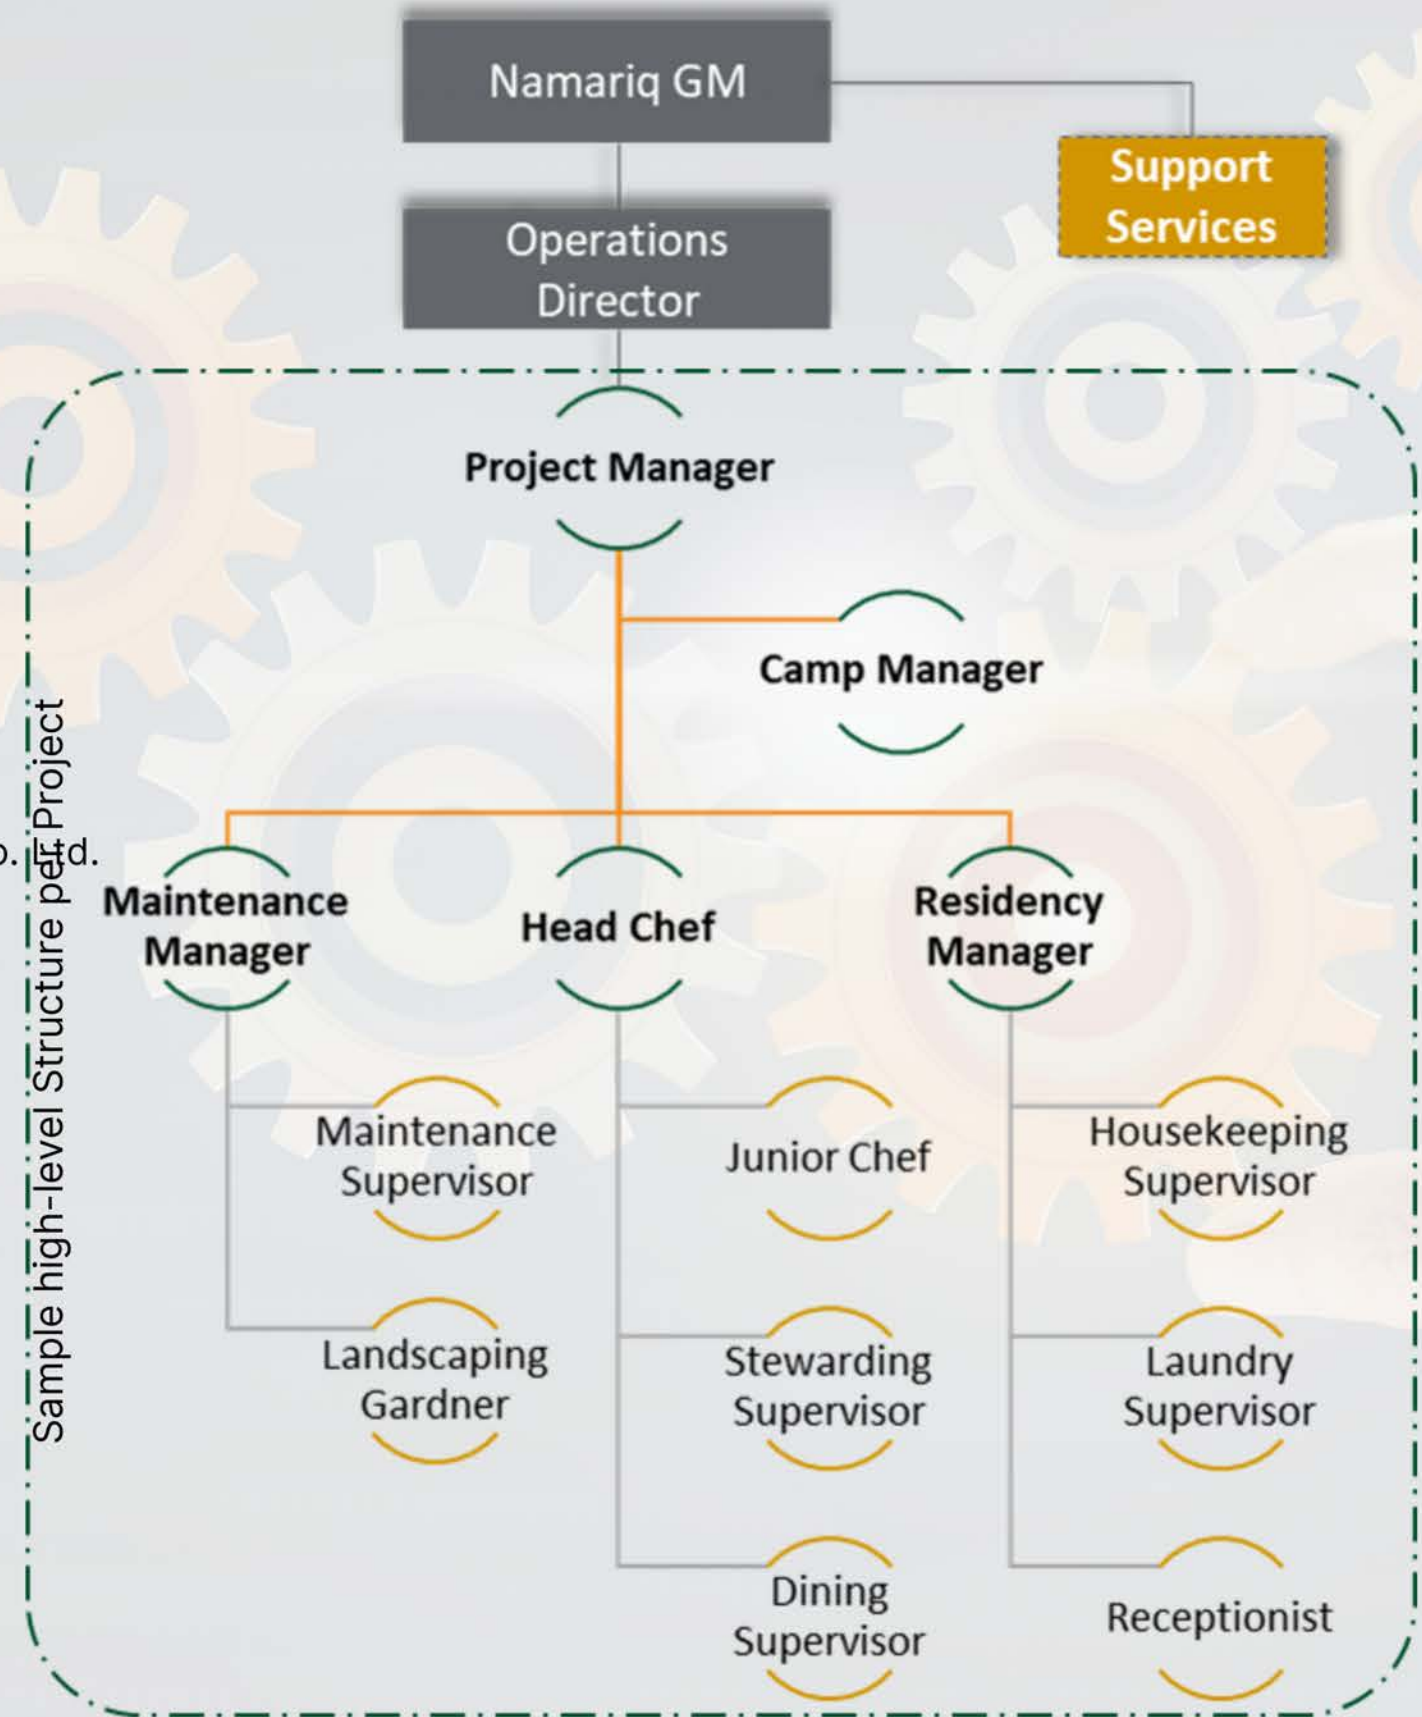 Namariq GM
Support
Services
Operations
Director
Project Manager
Camp Manager
Sample high-level Structure per Project
Maintenance
Manager
Head Chef
Residency
Manager
Maintenance
Supervisor
Junior Chef
Housekeeping
Supervisor
Landscaping
Gardner
Stewarding
Supervisor
Laundry
Supervisor
Dining
Supervisor
Receptionist